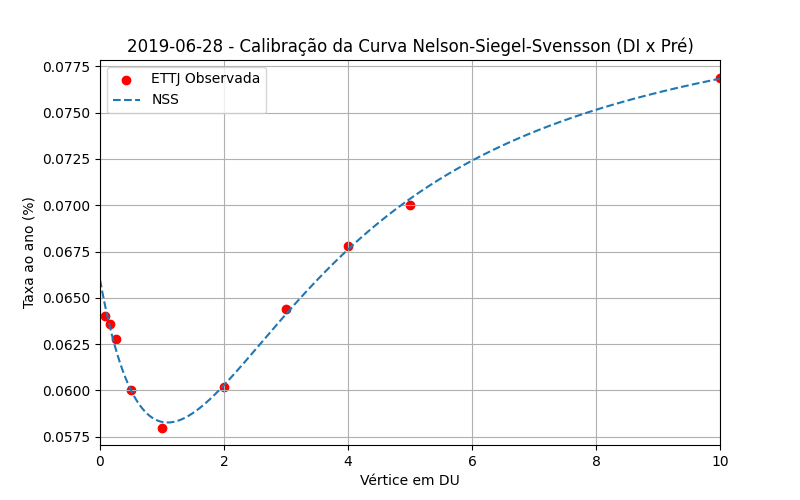 2019-06-28 - Calibração da Curva Nelson-Siegel-Svensson (DI x Pré)
ETTJ Observada
NSS
Taxa ao ano (%)
0.0775
0.0750
0.0725
0.0700
0.0675
0.0650
0.0625
0.0600
0.0575
0 2 4 6 8 10
Vértice em DU